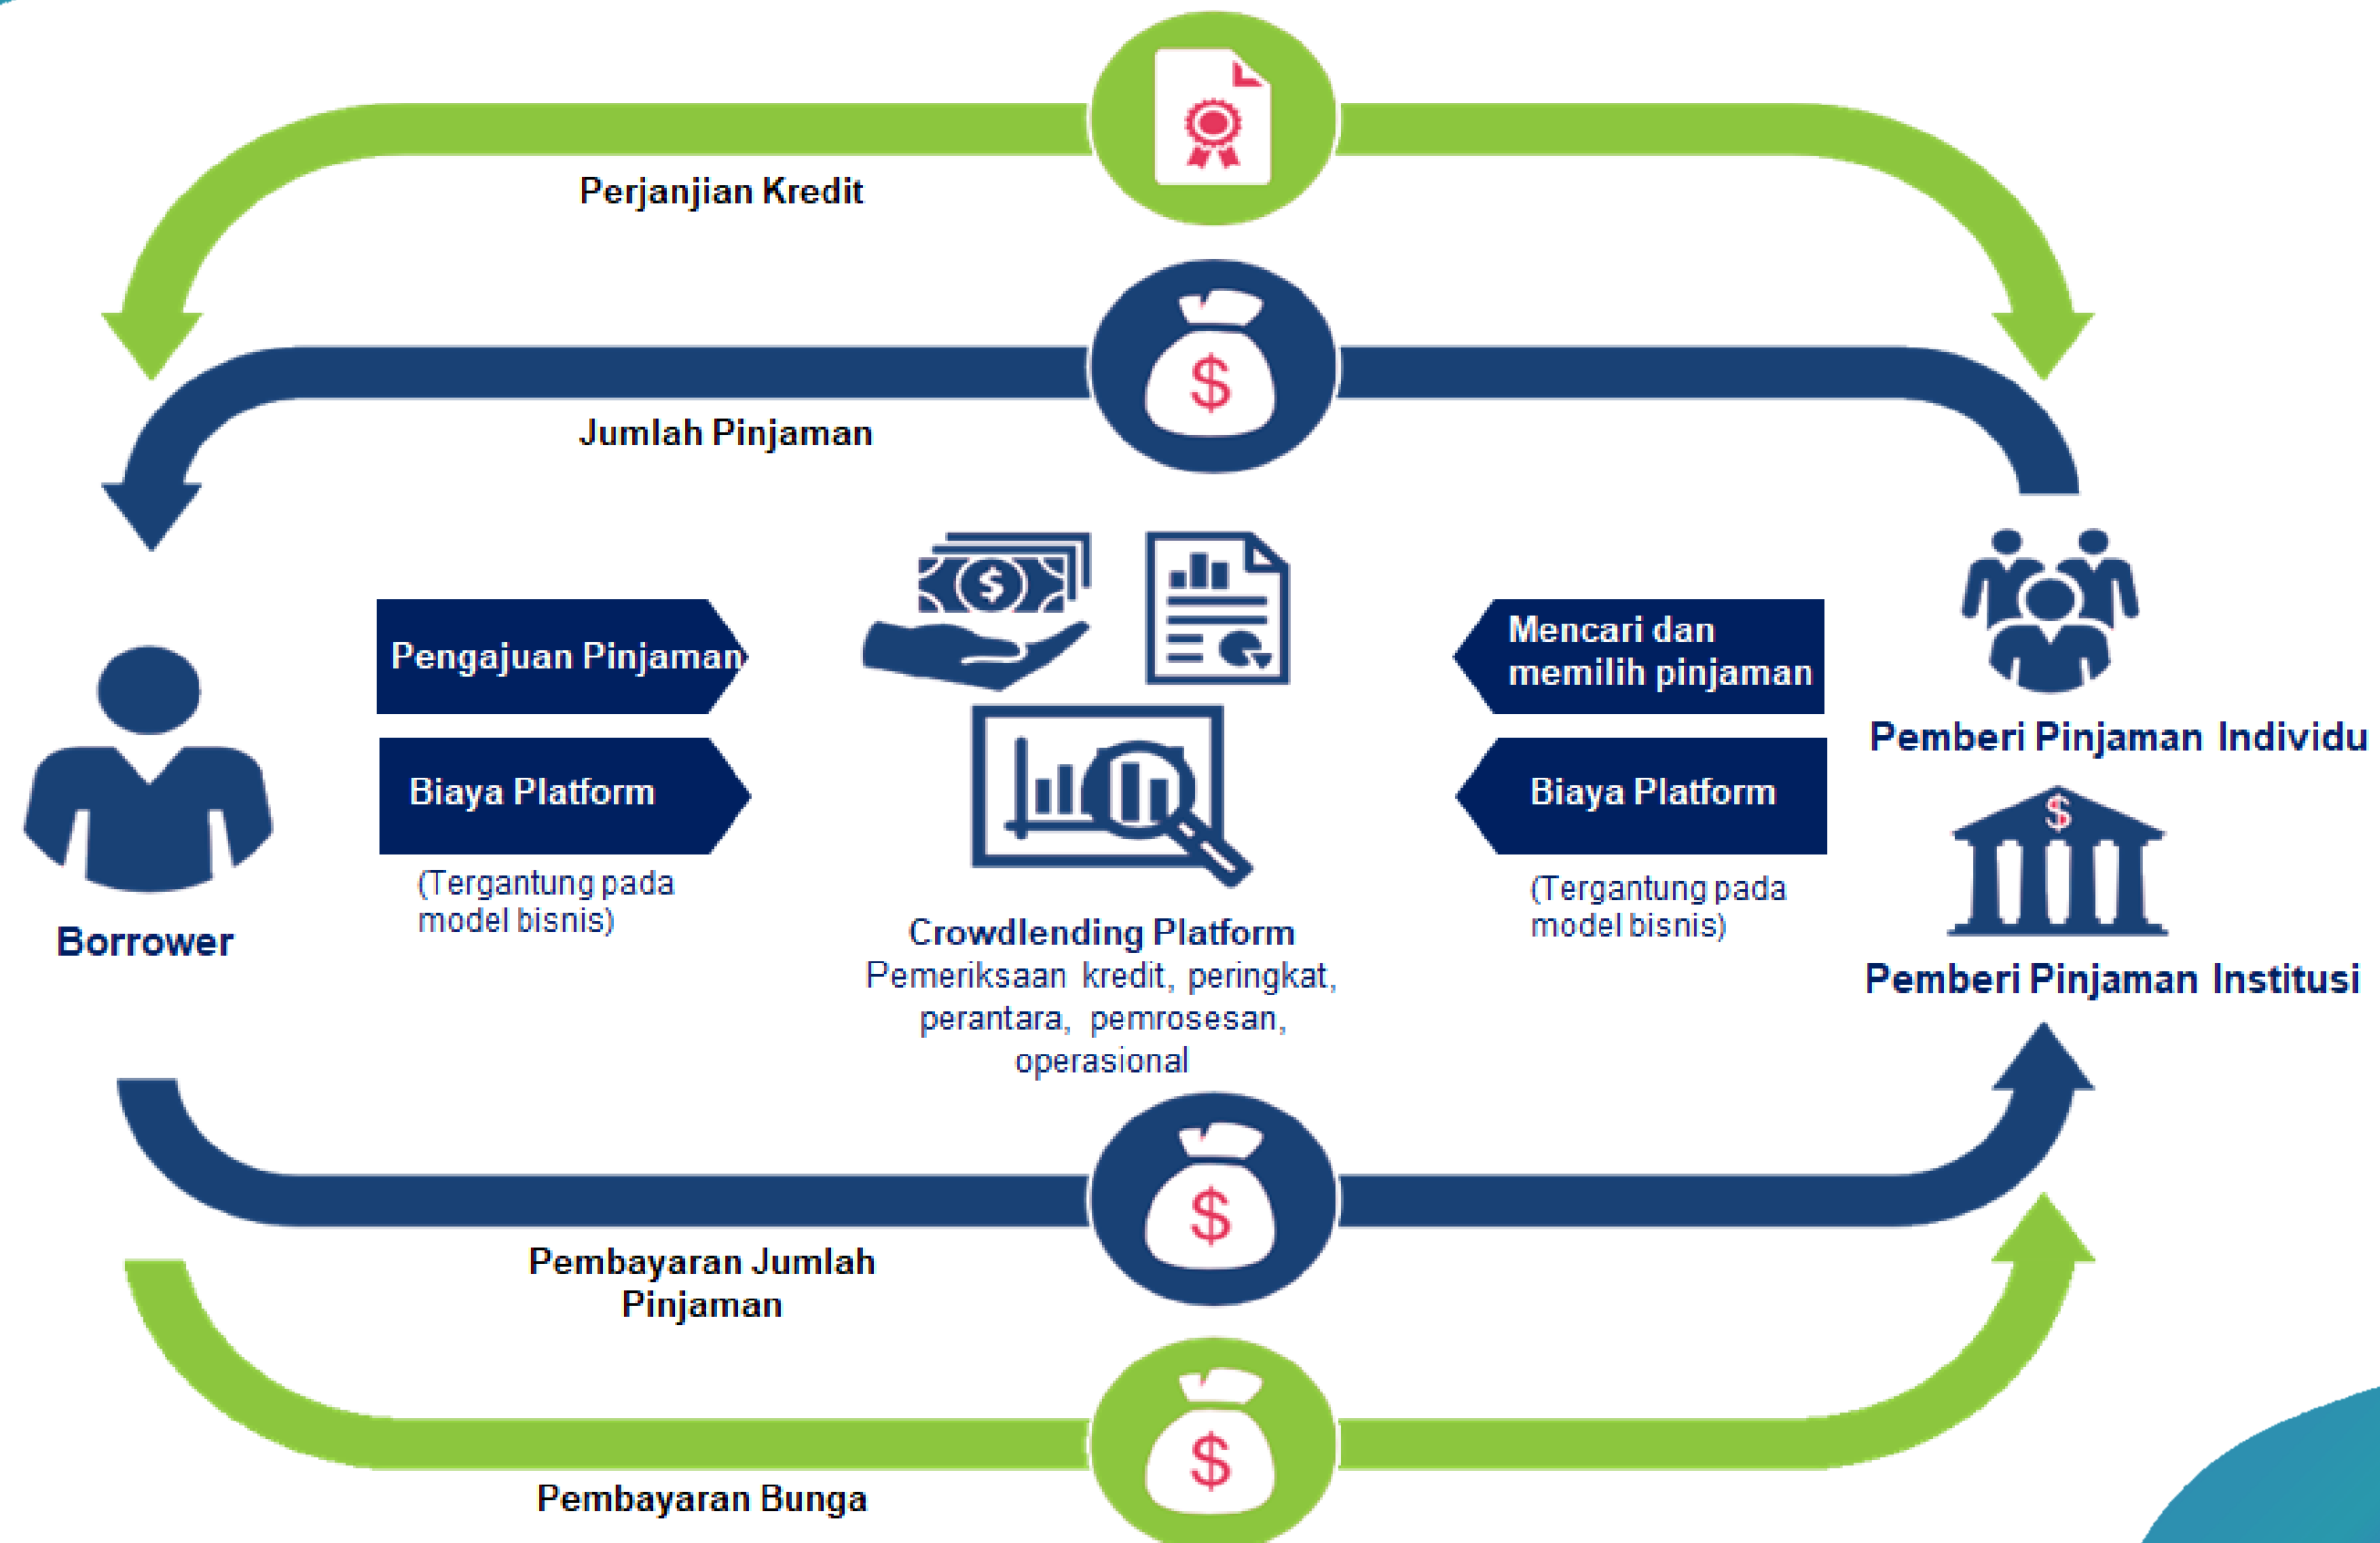 Perjanjian Kredit
$
Jumlah Pinjaman
$
Pengajuan Pinjaman
Mencari dan
memilih pinjaman
Pemberi Pinjaman Individu
Biaya Platform
Biaya Platform
$
(Tergantung pada
model bisnis)
(Tergantung pada
model bisnis)
Borrower
Crowdlending Platform
Pemeriksaan kredit, peringkat,
perantara, pemrosesan,
operasional
Pemberi Pinjaman Institusi
$
Pembayaran Jumlah
Pinjaman
$
Pembayaran Bunga